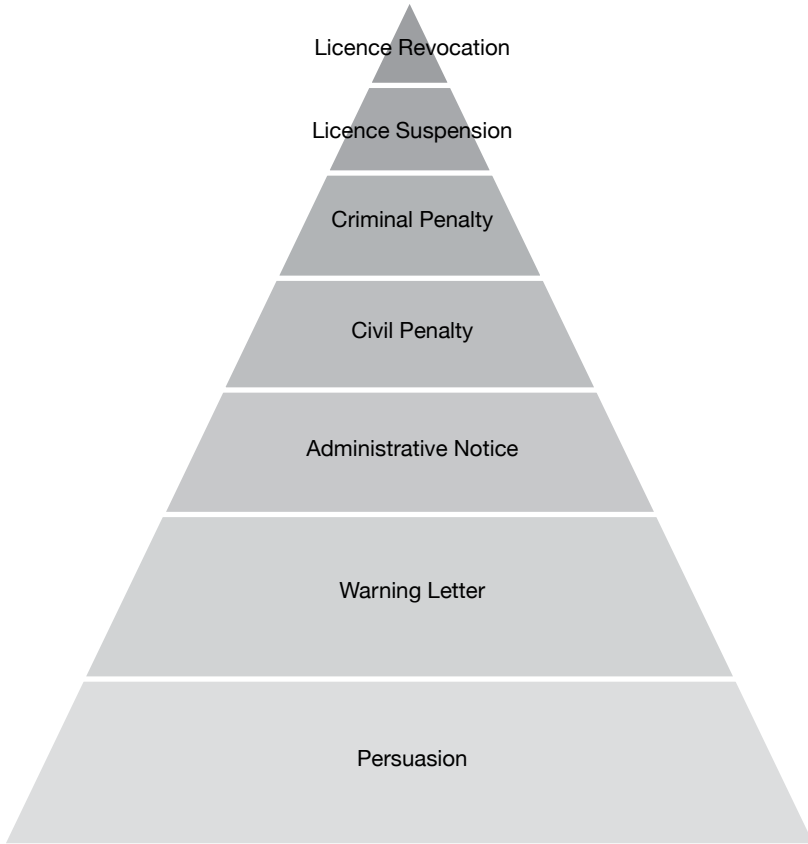 Licence Revocation
Licence Suspension
Criminal Penalty
Civil Penalty
Administrative Notice
Warning Letter
Persuasion